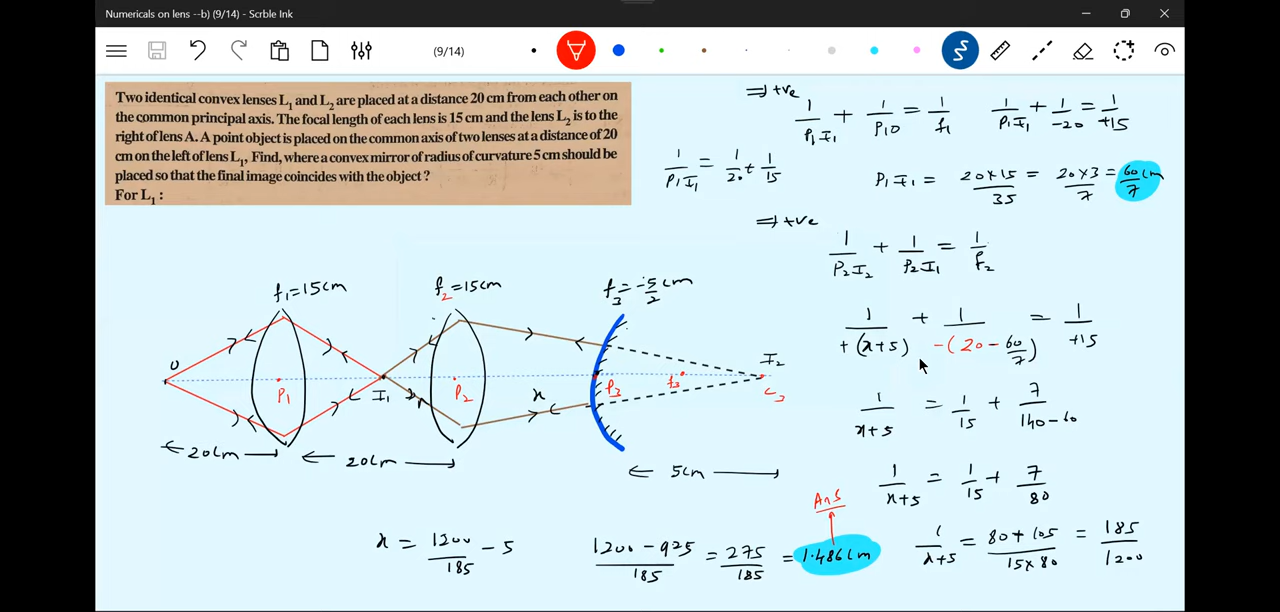 Numericals on lens --b) (9/14) - Scrble Ink
(9/14)
Two identical convex lenses L₁ and L₂ are placed at a distance 20 cm from each other on
the common principal axis. The focal length of each lens is 15 cm and the lens L₂ is to the
right of lens A. A point object is placed on the common axis of two lenses at a distance of 20
cm on the left of lens L₁, Find, where a convex mirror of radius of curvature 5 cm should be
placed so that the final image coincides with the object ?
For L₁ :
⇒ +ve
1/P₁I₁ + 1/P₁O = 1/f₁
1/P₁I₁ + 1/-20 = 1/+15
1/P₁I₁ = 1/20 + 1/15
P₁I₁ = 20×15/35 = 20×3/7 = 60/7 cm
⇒ +ve
1/P₂I₂ + 1/P₂I₁ = 1/f₂
1/+(x+5) + 1/-(20 - 60/7) = 1/+15
1/x+5 = 1/15 + 7/140-60
1/x+5 = 1/15 + 7/80
1/x+5 = 80+105/15×80 = 185/1200
f₁=15cm
f₂=15cm
f₃=-5/2 cm
O
P₁
I₁
P₂
x
P₃
f₃
I₂
C₃
20cm
20cm
5cm
x = 1200/185 - 5
1200-925/185 = 275/185 = 1.486cm
Ans